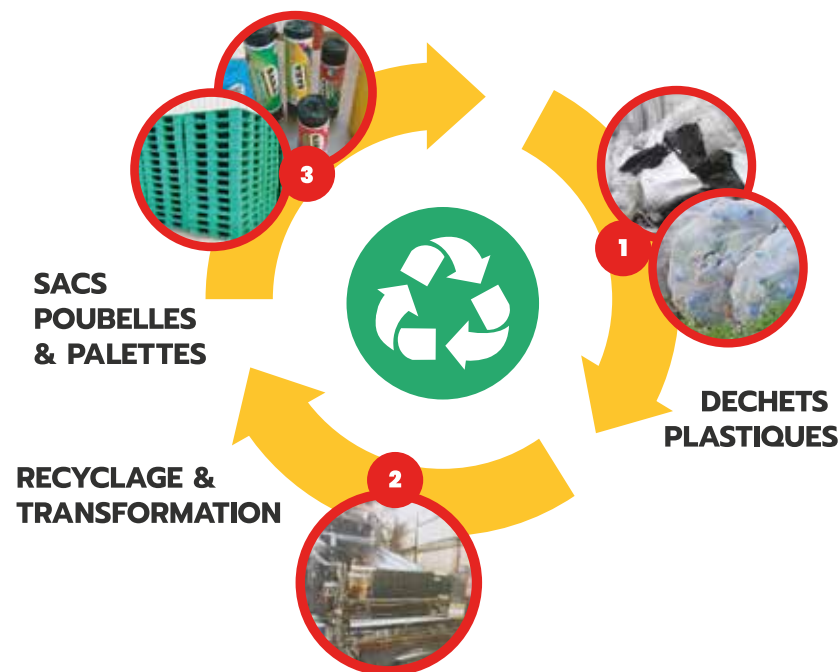 3
1
SACS
POUBELLES
& PALETTES
DECHETS
PLASTIQUES
2
RECYCLAGE &
TRANSFORMATION